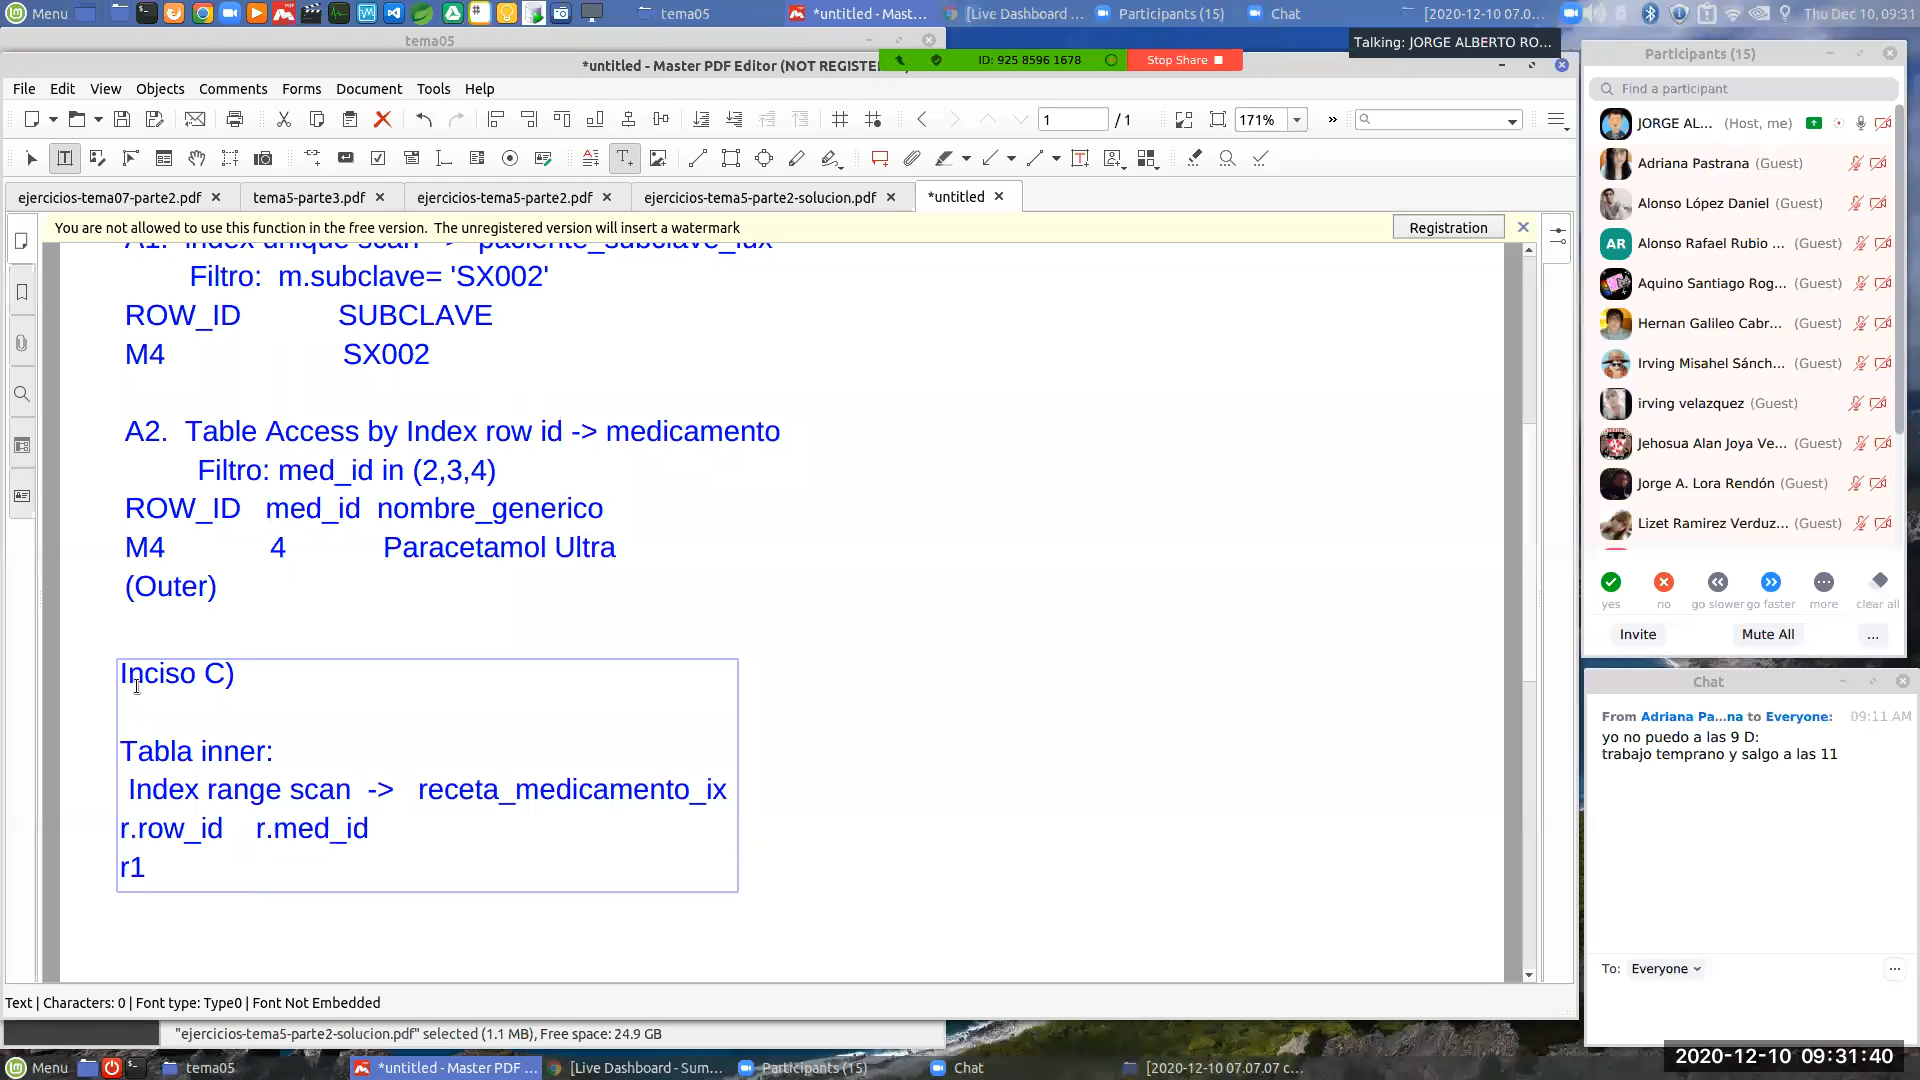 Menu
tema05
*untitled - Mast...
[Live Dashboard ...
Participants (15)
Chat
[2020-12-10 07.0...
Thu Dec 10, 09:31
tema05
Talking: JORGE ALBERTO RO...
*untitled - Master PDF Editor (NOT REGISTE
ID: 925 8596 1678
Stop Share
File Edit View Objects Comments Forms Document Tools Help
1 / 1
171%
ejercicios-tema07-parte2.pdf
tema5-parte3.pdf
ejercicios-tema5-parte2.pdf
ejercicios-tema5-parte2-solucion.pdf
*untitled
You are not allowed to use this function in the free version. The unregistered version will insert a watermark
Registration
A1. Index unique scan -> paciente_subclave_iux
Filtro: m.subclave= 'SX002'
ROW_ID SUBCLAVE
M4 SX002
A2. Table Access by Index row id -> medicamento
Filtro: med_id in (2,3,4)
ROW_ID med_id nombre_generico
M4 4 Paracetamol Ultra
(Outer)
Inciso C)
Tabla inner:
Index range scan -> receta_medicamento_ix
r.row_id r.med_id
r1
Text | Characters: 0 | Font type: Type0 | Font Not Embedded
"ejercicios-tema5-parte2-solucion.pdf" selected (1.1 MB), Free space: 24.9 GB
Participants (15)
Find a participant
JORGE AL... (Host, me)
Adriana Pastrana (Guest)
Alonso López Daniel (Guest)
AR
Alonso Rafael Rubio ... (Guest)
Aquino Santiago Rog... (Guest)
Hernan Galileo Cabr... (Guest)
Irving Misahel Sánch... (Guest)
irving velazquez (Guest)
Jehosua Alan Joya Ve... (Guest)
Jorge A. Lora Rendón (Guest)
Lizet Ramirez Verduz... (Guest)
yes no go slower go faster more clear all
Invite
Mute All
...
Chat
From Adriana Pa...na to Everyone: 09:11 AM
yo no puedo a las 9 D:
trabajo temprano y salgo a las 11
To: Everyone
Menu
tema05
*untitled - Master PDF ...
[Live Dashboard - Sum...
Participants (15)
Chat
[2020-12-10 07.07.07 c...
2020-12-10 09:31:40